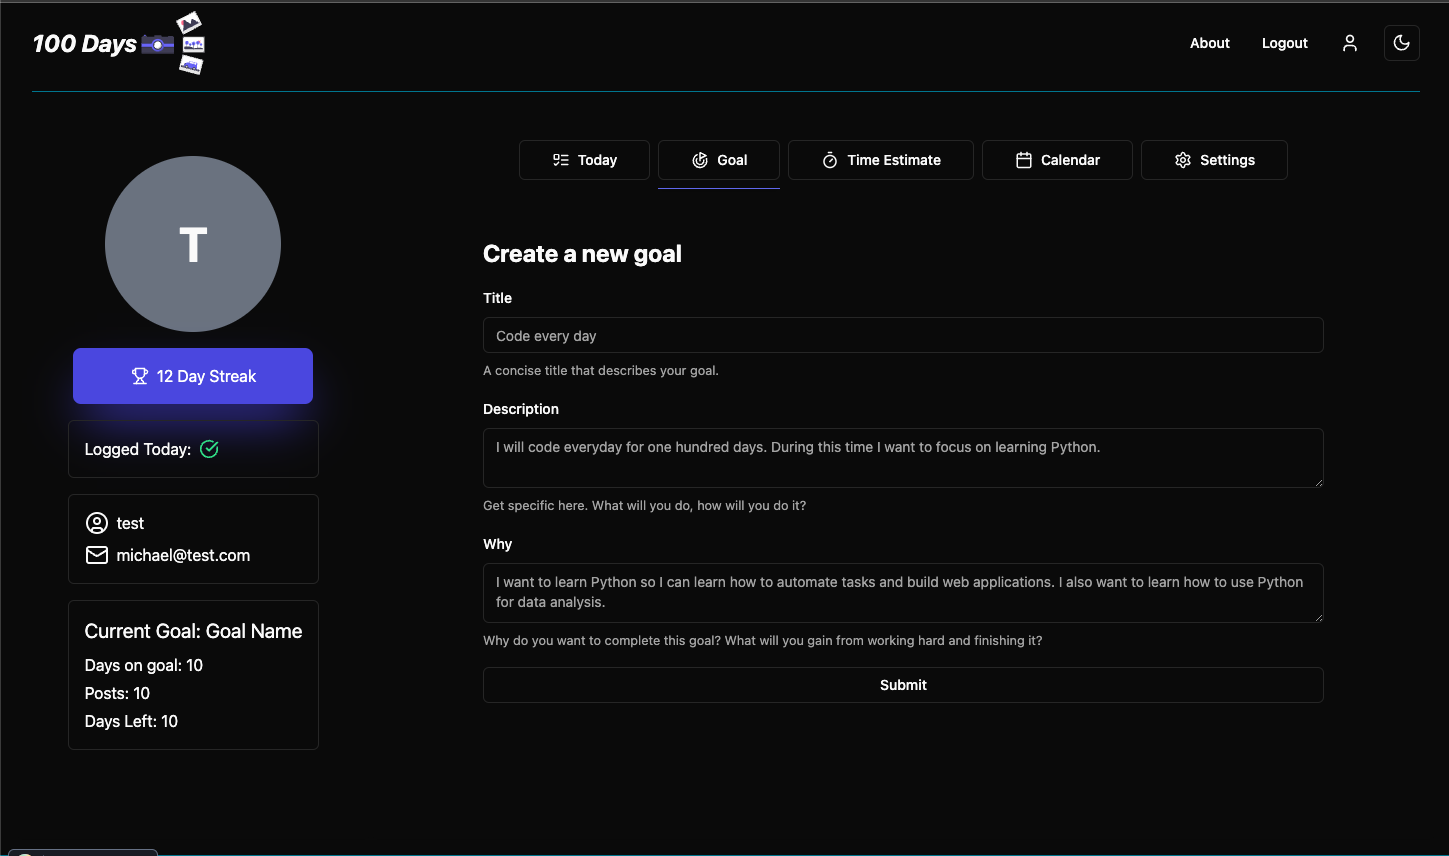 100 Days
About
Logout
T
12 Day Streak
Logged Today:
test
michael@test.com
Current Goal: Goal Name
Days on goal: 10
Posts: 10
Days Left: 10
Today
Goal
Time Estimate
Calendar
Settings
Create a new goal
Title
Code every day
A concise title that describes your goal.
Description
I will code everyday for one hundred days. During this time I want to focus on learning Python.
Get specific here. What will you do, how will you do it?
Why
I want to learn Python so I can learn how to automate tasks and build web applications. I also want to learn how to use Python
for data analysis.
Why do you want to complete this goal? What will you gain from working hard and finishing it?
Submit